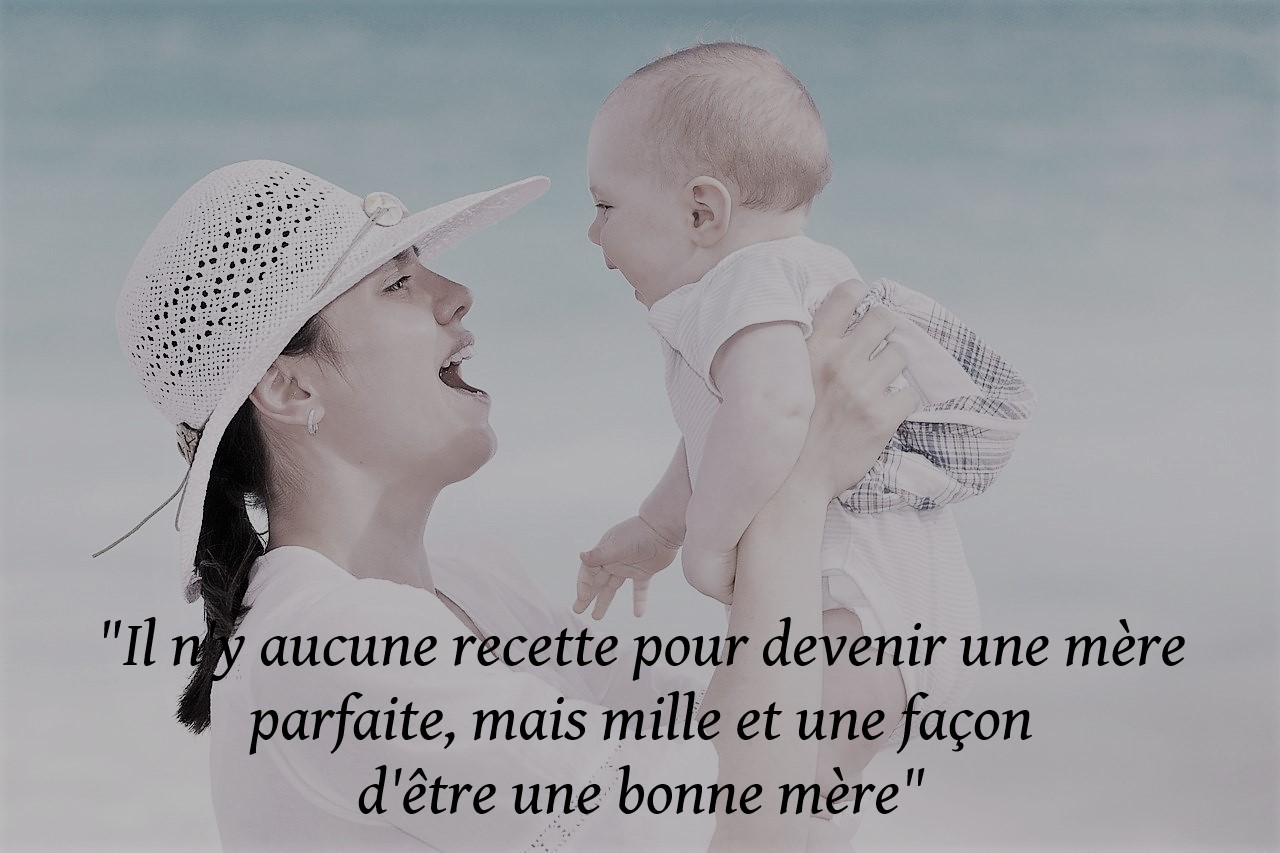 "Il n'y aucune recette pour devenir une mère
parfaite, mais mille et une façon
d'être une bonne mère"